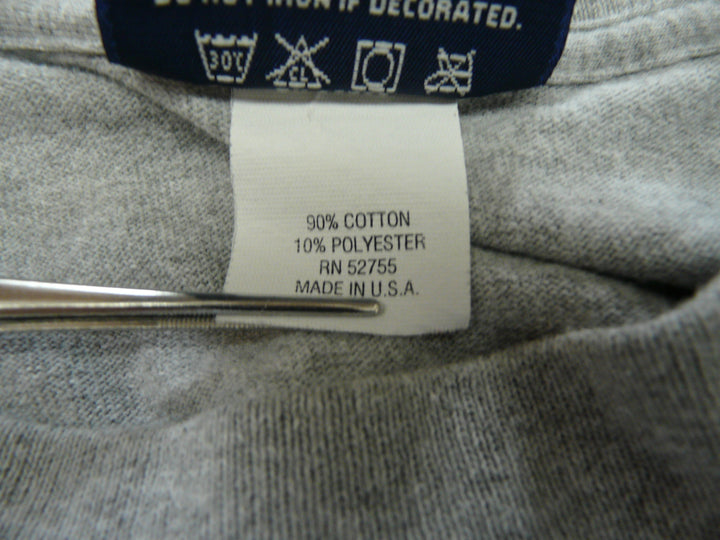 DO NOT IRON IF DECORATED.
30°C CL
90% COTTON
10% POLYESTER
RN 52755
MADE IN U.S.A.